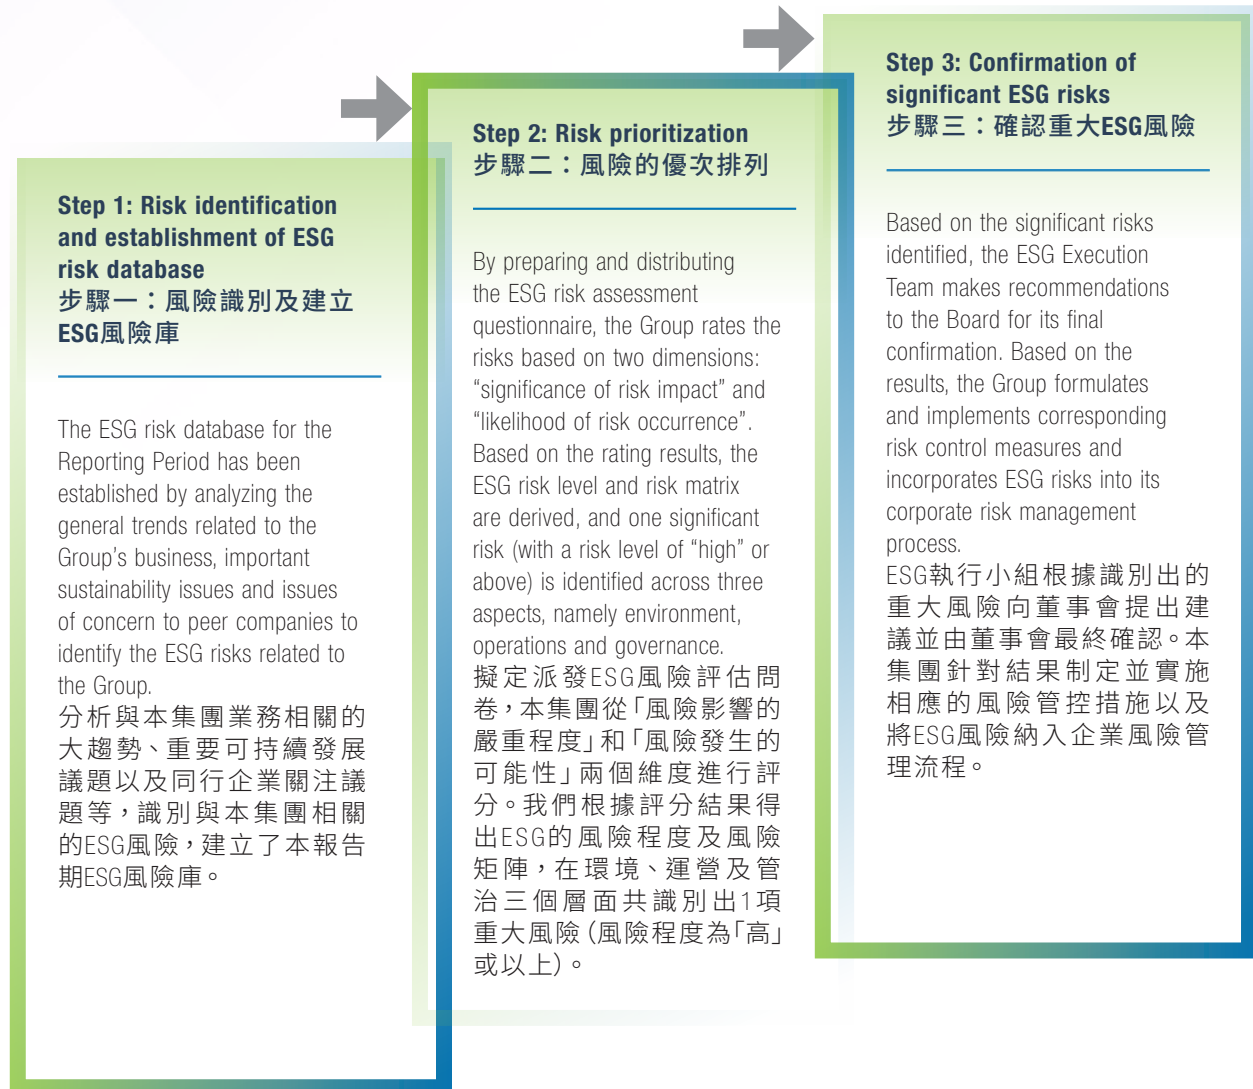 Step 1: Risk identification
and establishment of ESG
risk database
步驟一：風險識別及建立
ESG風險庫
The ESG risk database for the
Reporting Period has been
established by analyzing the
general trends related to the
Group's business, important
sustainability issues and issues
of concern to peer companies to
identify the ESG risks related to
the Group.
分析與本集團業務相關的
大趨勢、重要可持續發展
議題以及同行企業關注議
題等，識別與本集團相關
的ESG風險，建立了本報告
期ESG風險庫。
Step 2: Risk prioritization
步驟二：風險的優次排列
By preparing and distributing
the ESG risk assessment
questionnaire, the Group rates the
risks based on two dimensions:
“significance of risk impact” and
“likelihood of risk occurrence”.
Based on the rating results, the
ESG risk level and risk matrix
are derived, and one significant
risk (with a risk level of “high” or
above) is identified across three
aspects, namely environment,
operations and governance.
擬定派發ESG風險評估問
卷，本集團從「風險影響的
嚴重程度」和「風險發生的
可能性」兩個維度進行評
分。我們根據評分結果得
出ESG的風險程度及風險
矩陣，在環境、運營及管
治三個層面共識別出1項
重大風險（風險程度為「高」
或以上）。
Step 3: Confirmation of
significant ESG risks
步驟三：確認重大ESG風險
Based on the significant risks
identified, the ESG Execution
Team makes recommendations
to the Board for its final
confirmation. Based on the
results, the Group formulates
and implements corresponding
risk control measures and
incorporates ESG risks into its
corporate risk management
process.
ESG執行小組根據識別出的
重大風險向董事會提出建
議並由董事會最終確認。本
集團針對結果制定並實施
相應的風險管控措施以及
將ESG風險納入企業風險管
理流程。